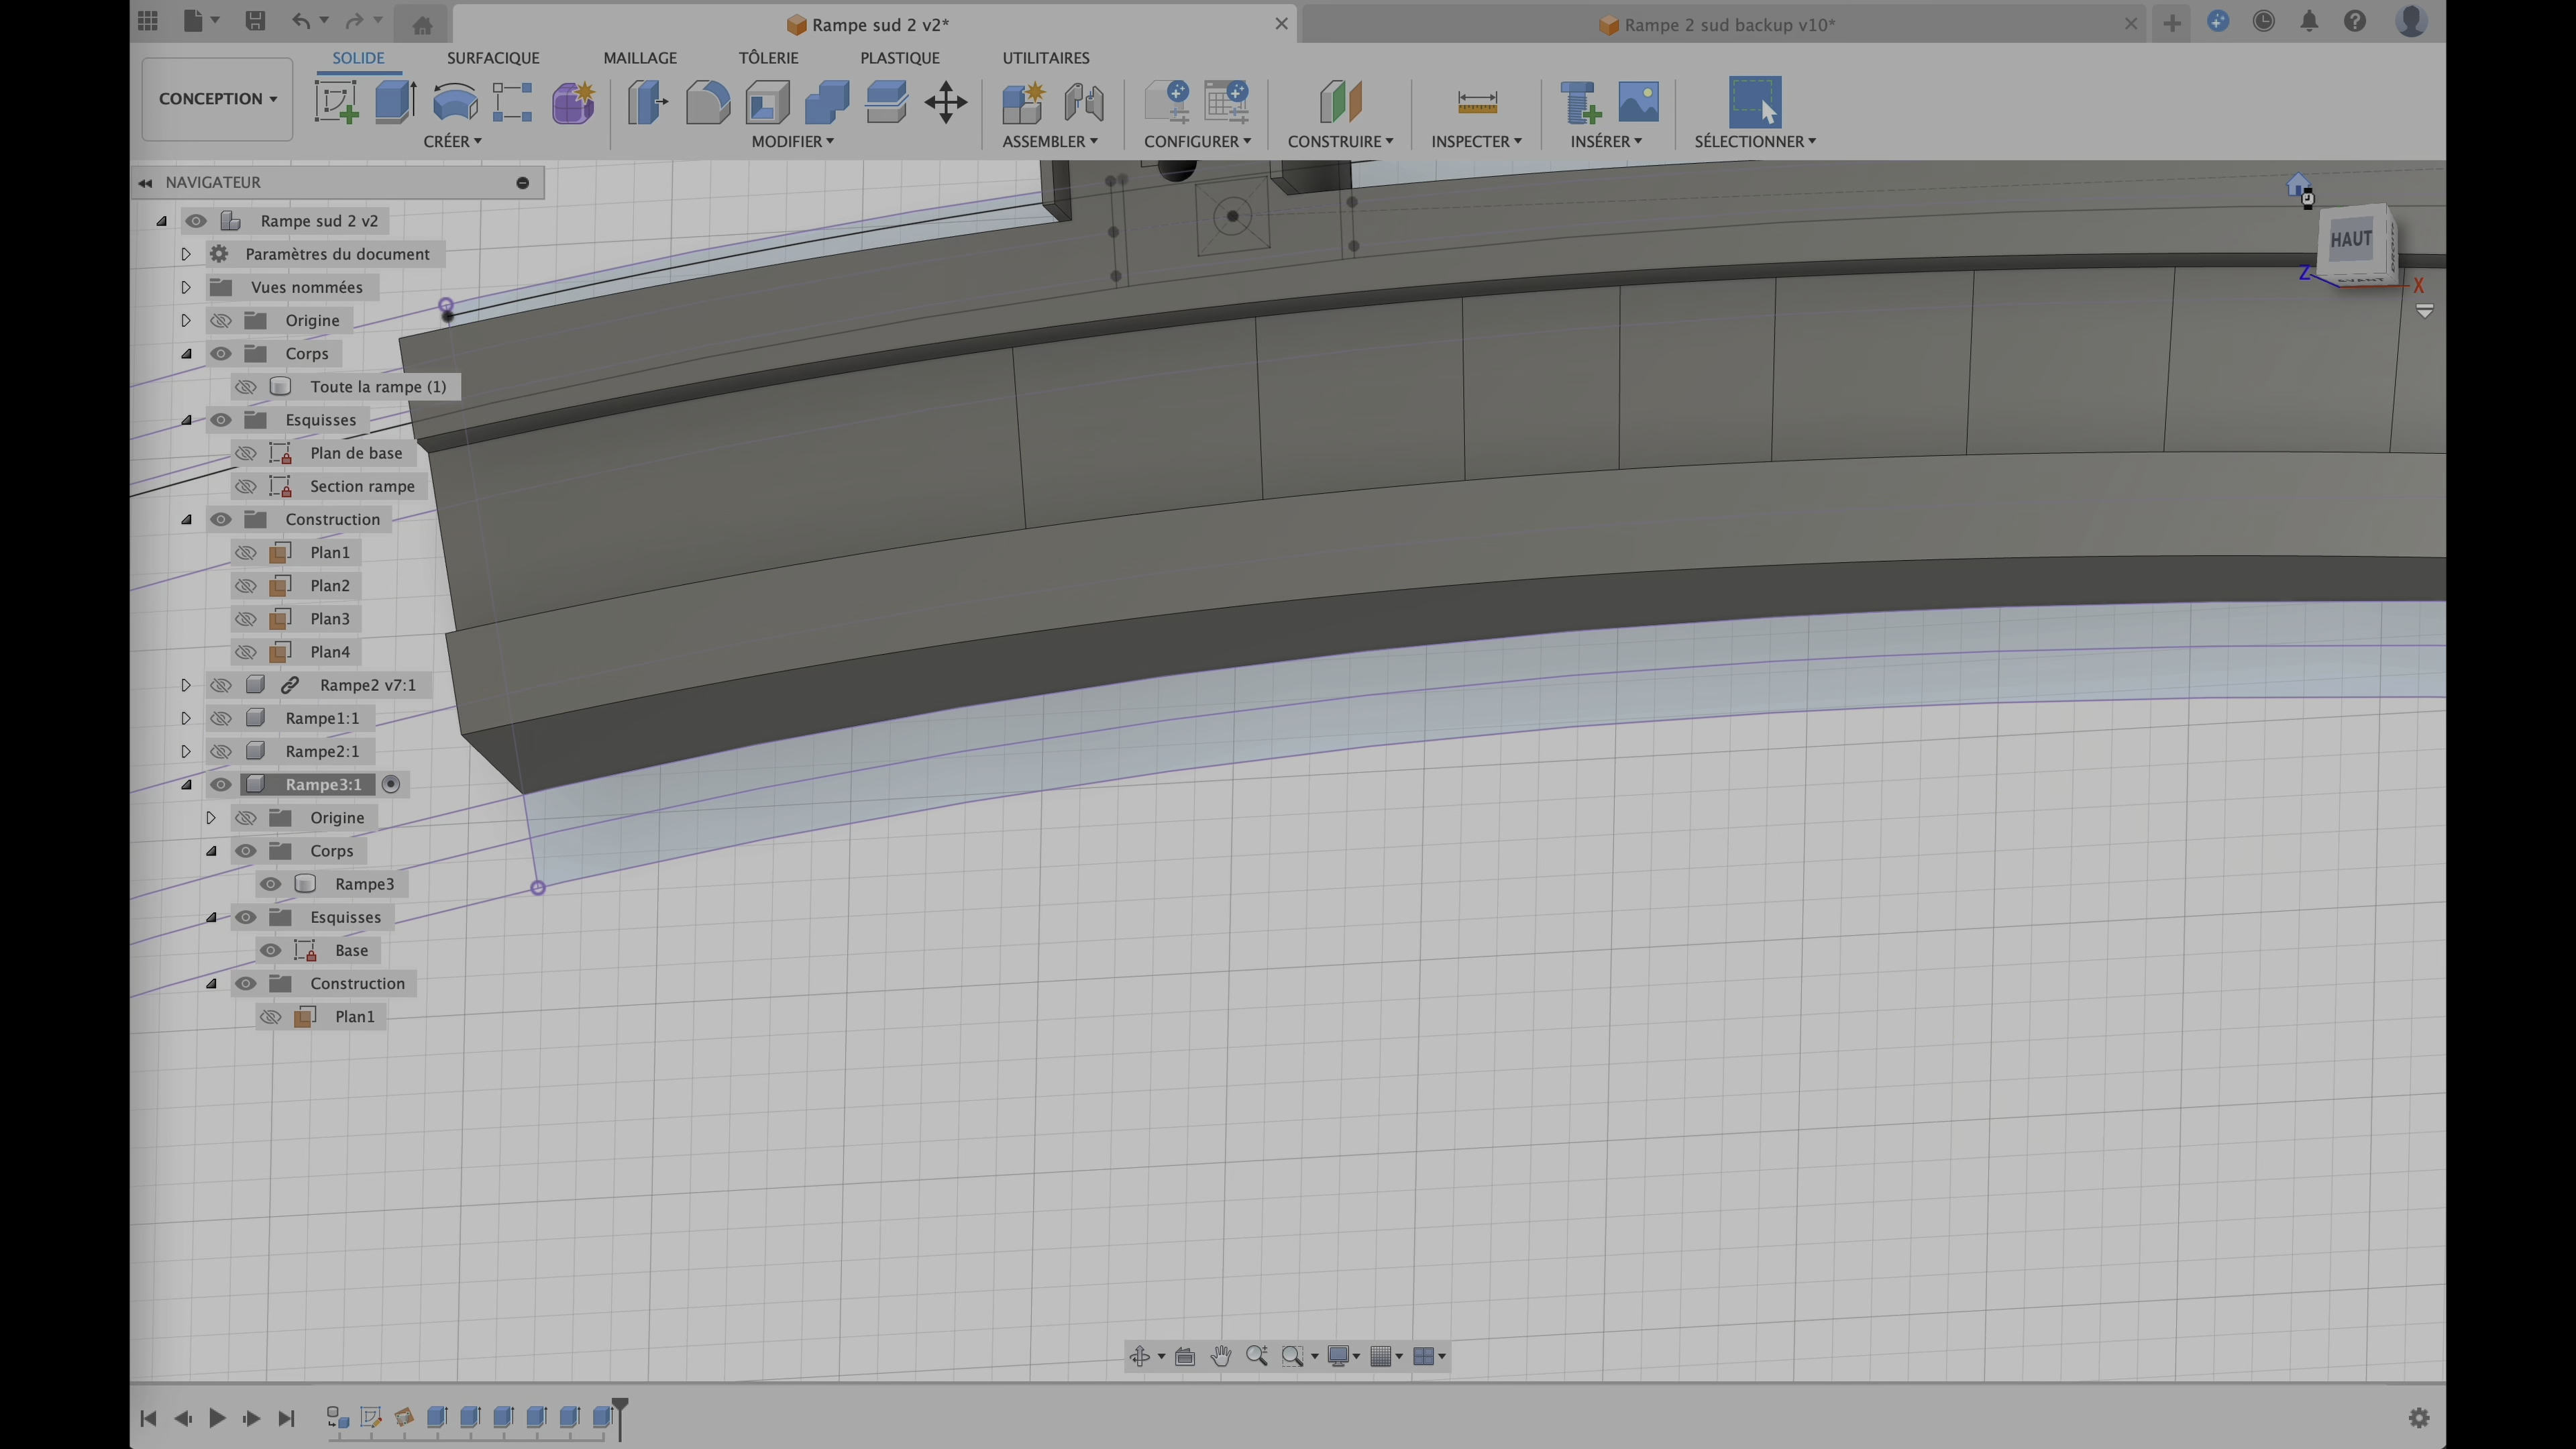 Rampe sud 2 v2*
Rampe 2 sud backup v10*
SOLIDE SURFACIQUE MAILLAGE TÔLERIE PLASTIQUE UTILITAIRES
CONCEPTION
CRÉER MODIFIER ASSEMBLER CONFIGURER CONSTRUIRE INSPECTER INSÉRER SÉLECTIONNER
NAVIGATEUR
Rampe sud 2 v2
Paramètres du document
Vues nommées
Origine
Corps
Toute la rampe (1)
Esquisses
Plan de base
Section rampe
Construction
Plan1
Plan2
Plan3
Plan4
Rampe2 v7:1
Rampe1:1
Rampe2:1
Rampe3:1
Origine
Corps
Rampe3
Esquisses
Base
Construction
Plan1
HAUT
Z
X